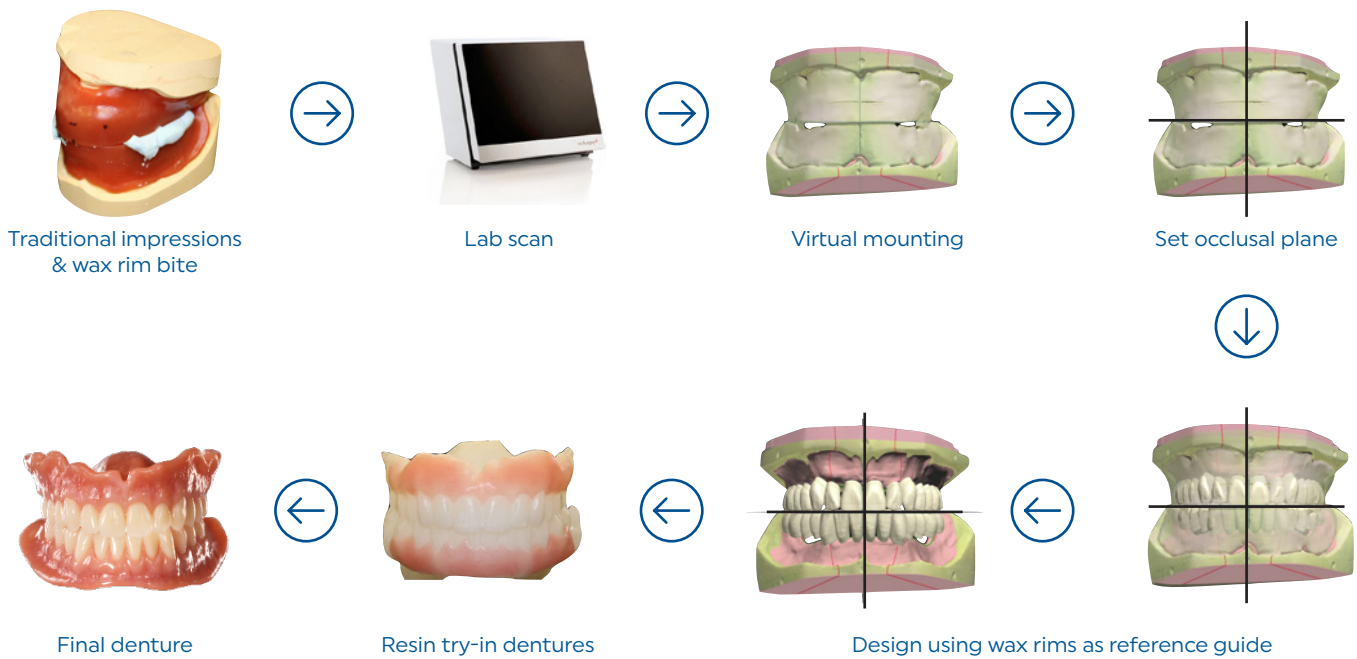 Traditional impressions
& wax rim bite
Lab scan
Virtual mounting
Set occlusal plane
Final denture
Resin try-in dentures
Design using wax rims as reference guide